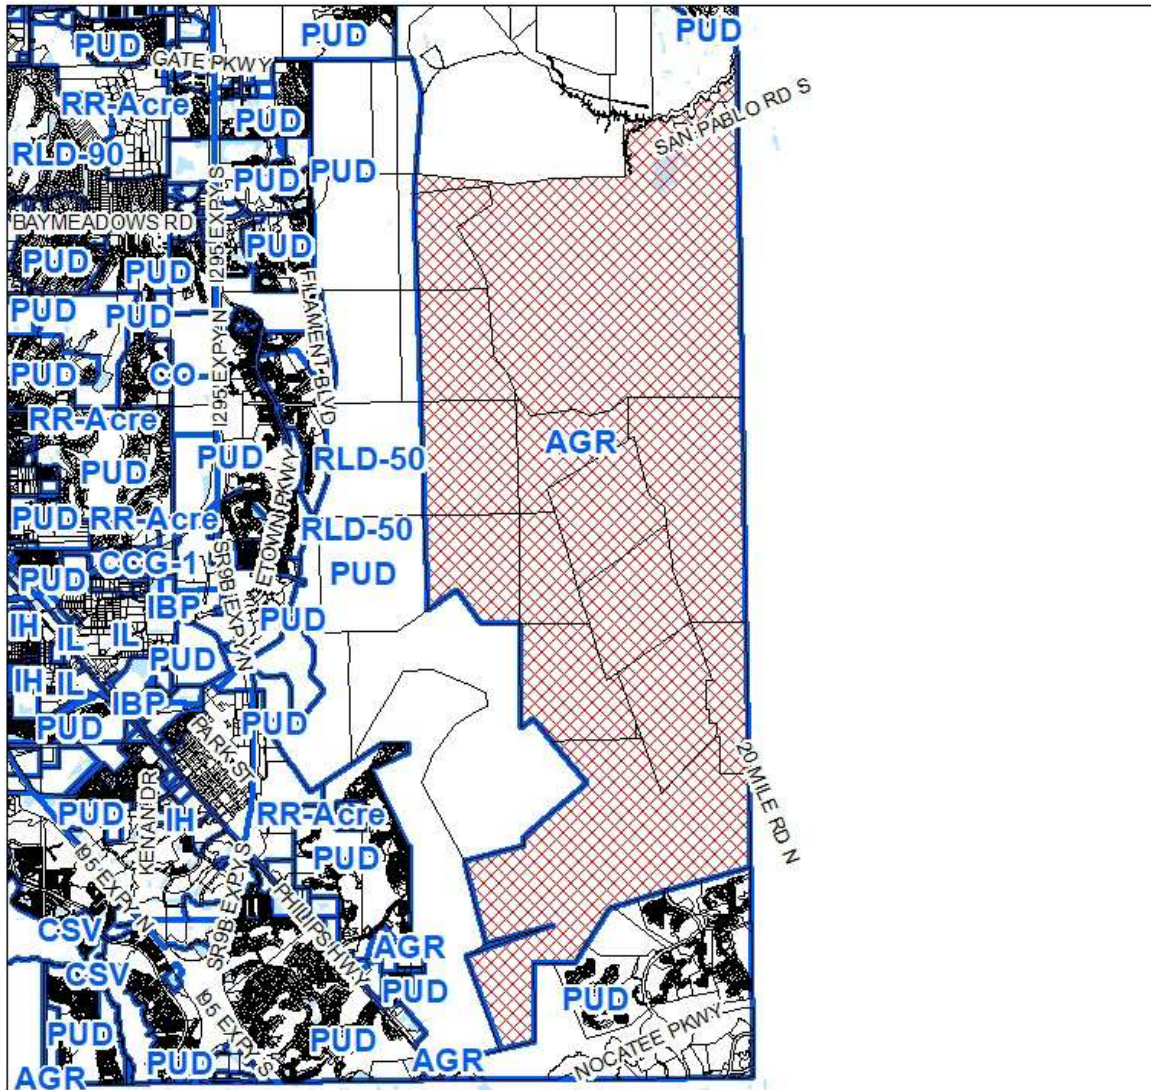 PUD
PUD
PUD
GATE PKWY
RR-Acre
PUD
SAN PABLO RD S
RLD-90
PUD
PUD
I295 EXPY S
BAYMEADOWS RD
PUD
PUD
PUD
FILAMENT BLVD
PUD
PUD
I295 EXPY N
PUD
CO-
RR-Acre
AGR
PUD
PUD
RLD-50
PUD
RR-Acre
ETOWN PKWY
RLD-50
CCG-1
PUD
PUD
SR9B EXPY N
IBP
PUD
IH
IL
IL
PUD
IH
IL
IBP
PUD
PUD
PARK ST
20 MILE RD N
PUD
KENAN DR
IH
RR-Acre
PUD
I95 EXPY N
SR9B EXPY S
PHILIPS HWY
CSV
AGR
CSV
PUD
PUD
I95 EXPY S
PUD
PUD
PUD
NOCATEE PKWY
AGR
AGR